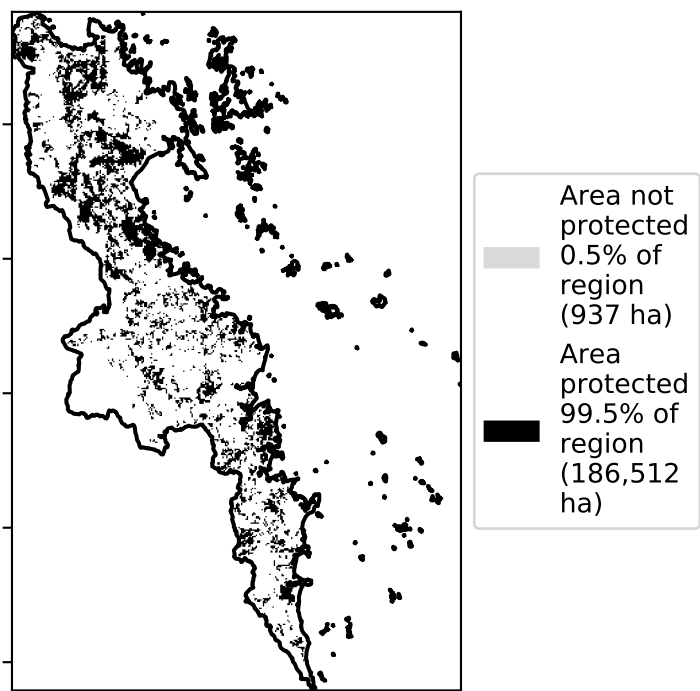 Area not
protected
0.5% of
region
(937 ha)
Area
protected
99.5% of
region
(186,512
ha)